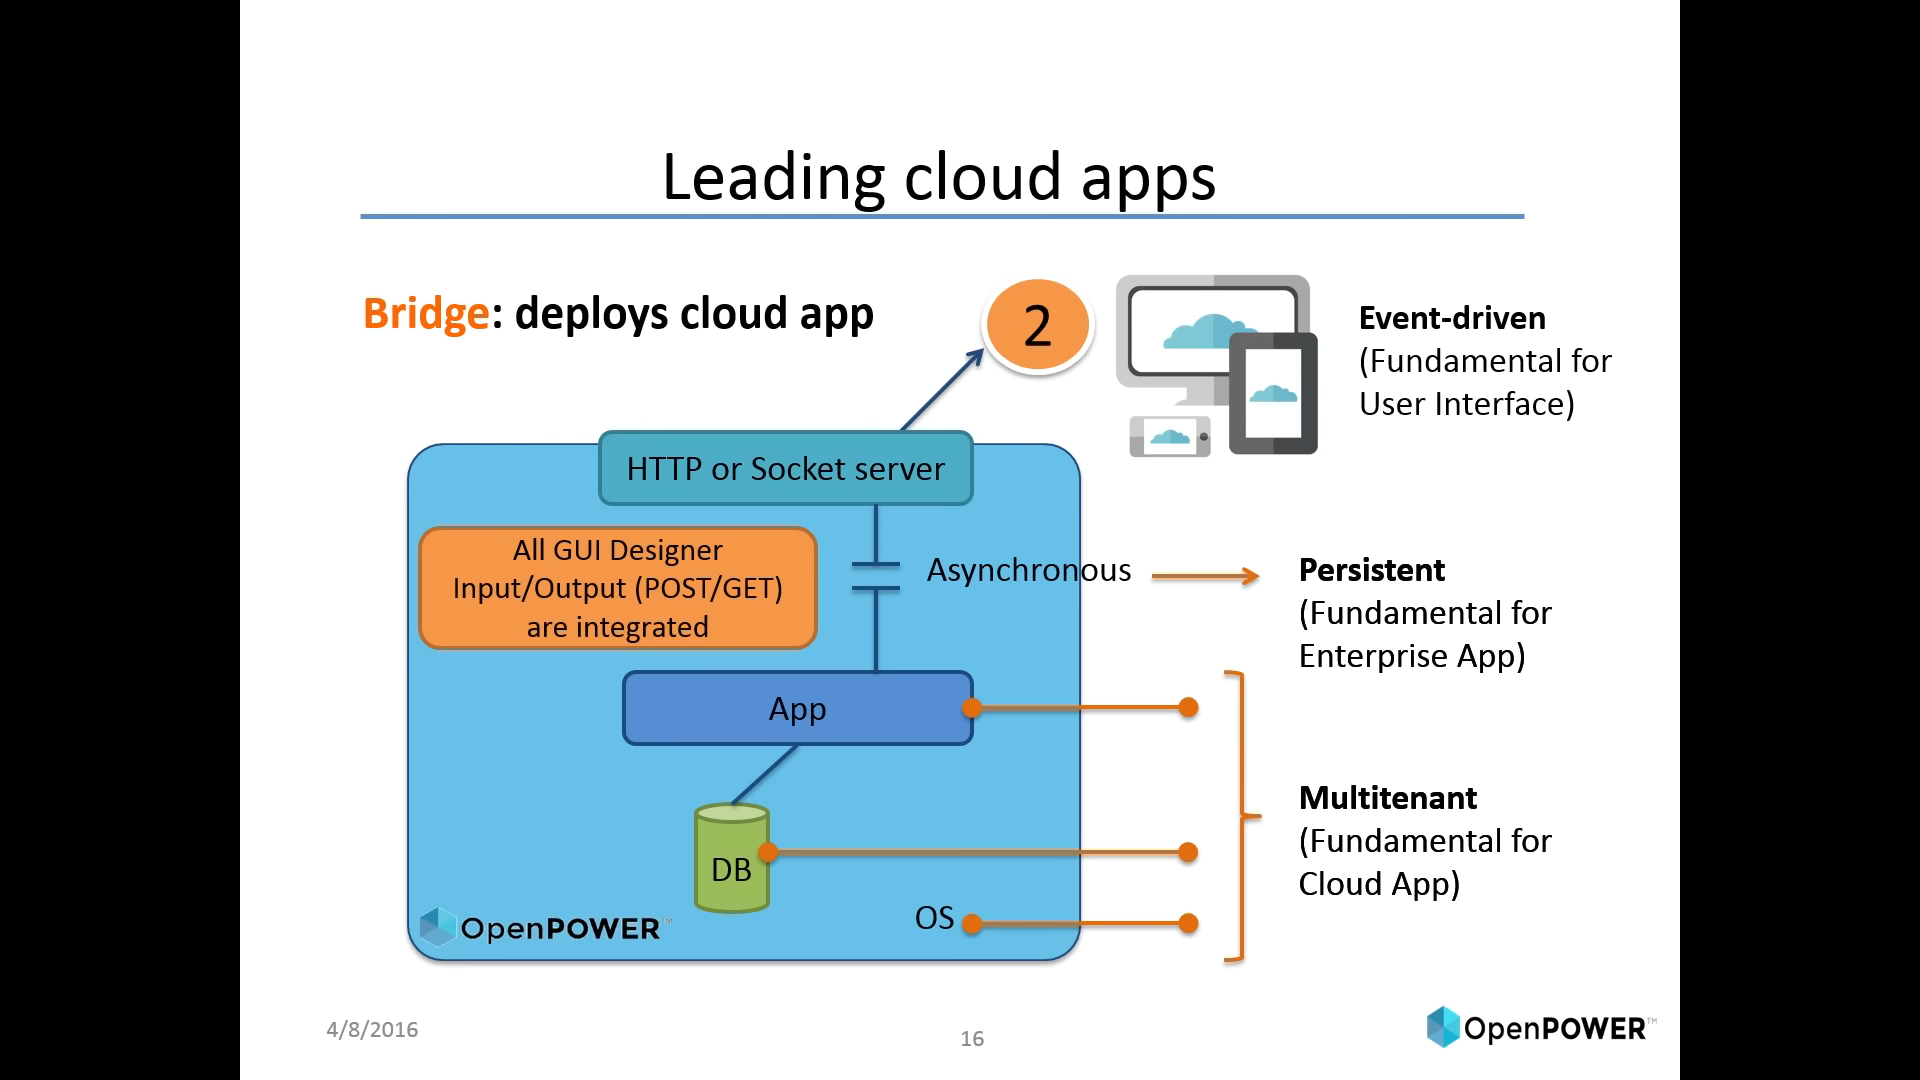 Leading cloud apps
Bridge: deploys cloud app
2
Event-driven
(Fundamental for
User Interface)
HTTP or Socket server
All GUI Designer
Input/Output (POST/GET)
are integrated
Asynchronous
Persistent
(Fundamental for
Enterprise App)
App
Multitenant
(Fundamental for
Cloud App)
DB
OS
OpenPOWER™
4/8/2016
16
OpenPOWER™